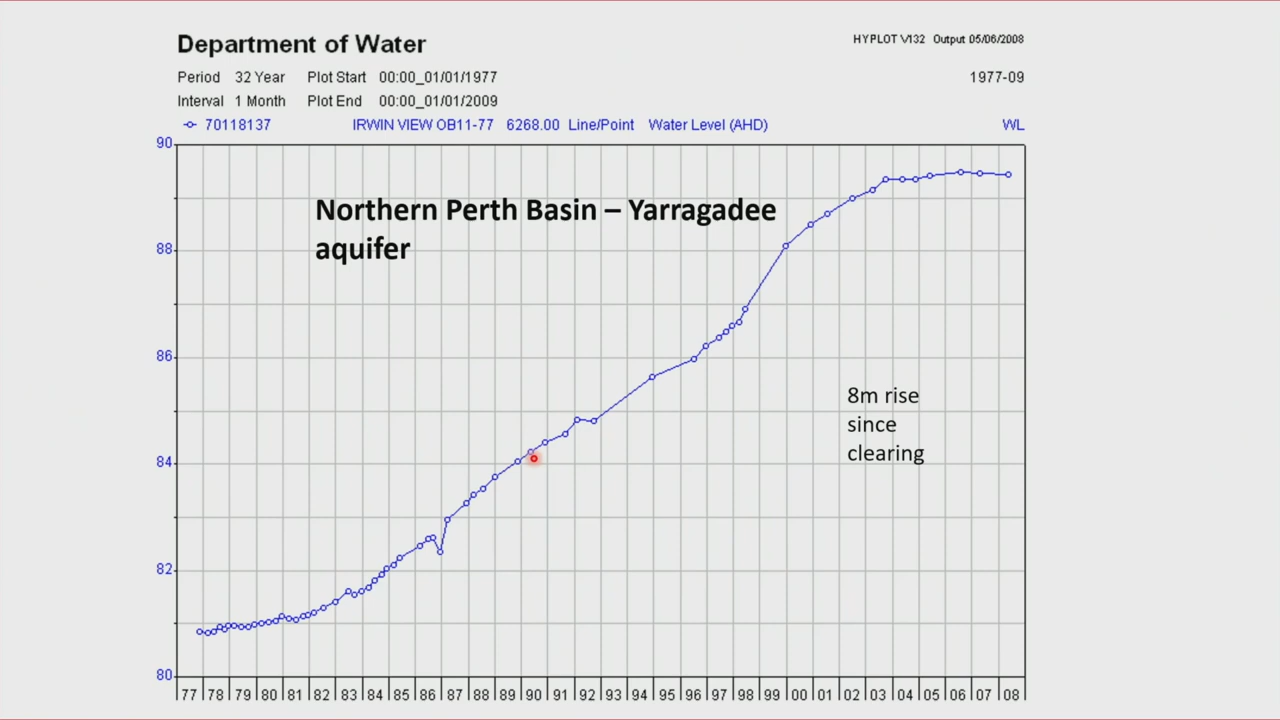 Department of Water
HYPLOT V132 Output 05/06/2008
Period 32 Year Plot Start 00:00_01/01/1977
1977-09
Interval 1 Month Plot End 00:00_01/01/2009
70118137 IRWIN VIEW OB11-77 6268.00 Line/Point Water Level (AHD) WL
90
Northern Perth Basin – Yarragadee
aquifer
88
86
8m rise
since
clearing
84
82
80
77 78 79 80 81 82 83 84 85 86 87 88 89 90 91 92 93 94 95 96 97 98 99 00 01 02 03 04 05 06 07 08